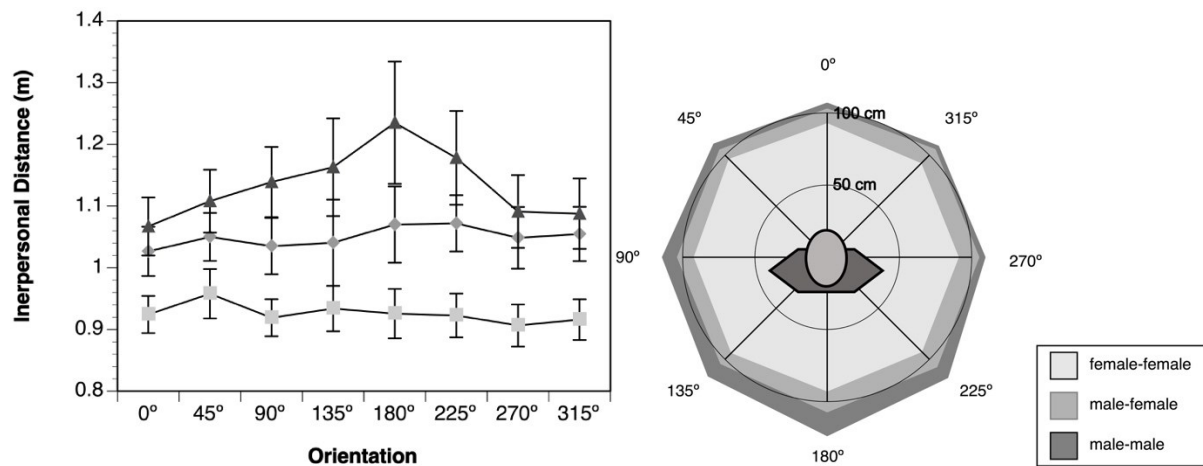 Inerpersonal Distance (m)
1.4
1.3
1.2
1.1
1
0.9
0.8
0º 45º 90º 135º 180º 225º 270º 315º
Orientation
0º
45º
315º
100 cm
50 cm
90º
270º
135º
225º
180º
female-female
male-female
male-male